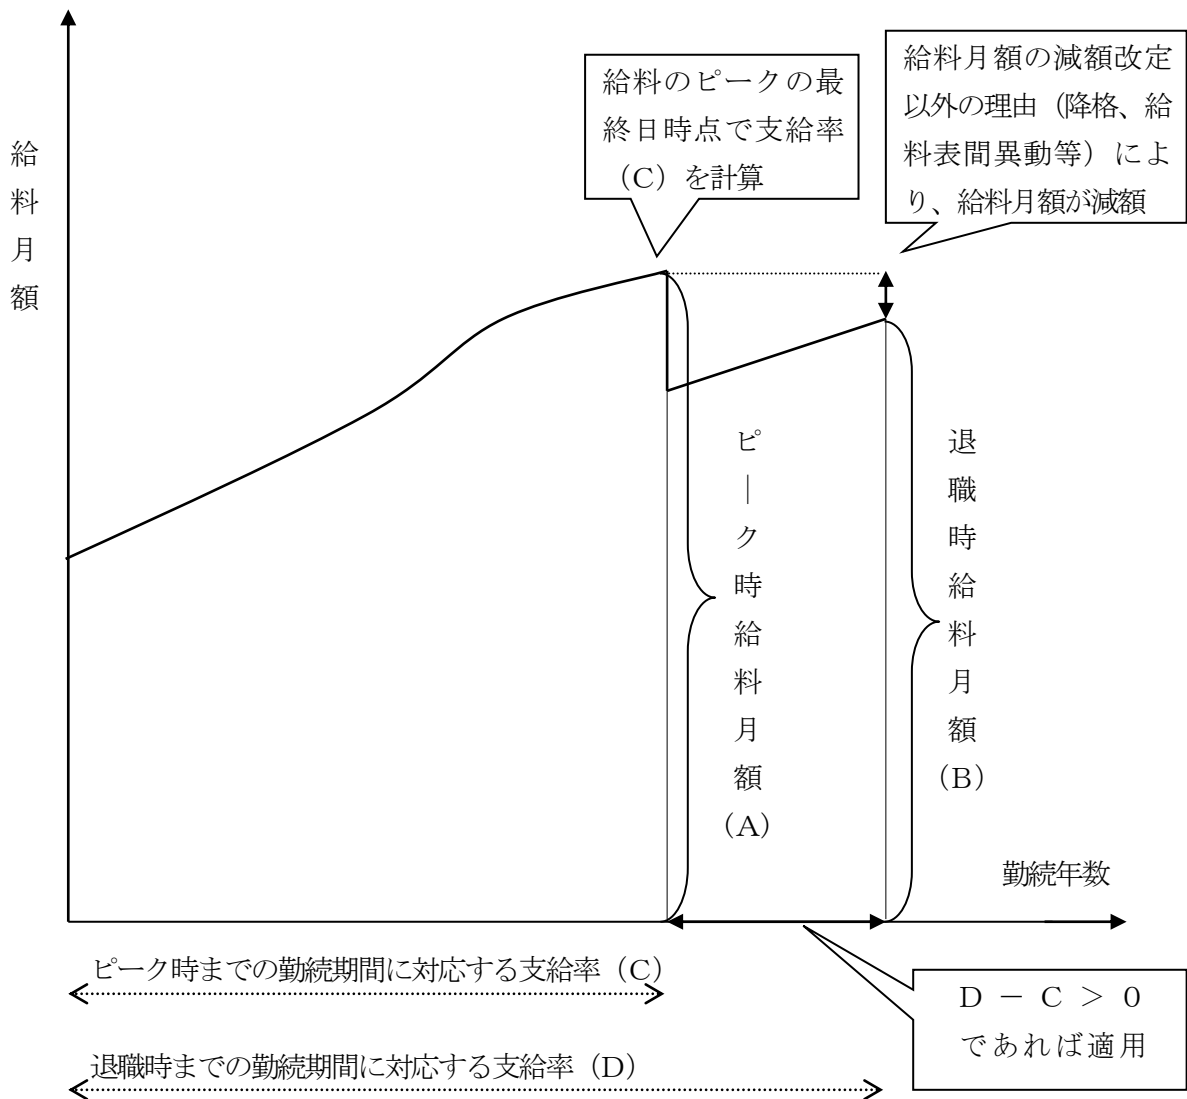 給料月額
給料のピークの最
終日時点で支給率
（C）を計算
給料月額の減額改定
以外の理由（降格、給
料表間異動等）によ
り、給料月額が減額
ピーク時給料月額（A）
退職時給料月額（B）
勤続年数
ピーク時までの勤続期間に対応する支給率（C）
D － C ＞ 0
であれば適用
退職時までの勤続期間に対応する支給率（D）